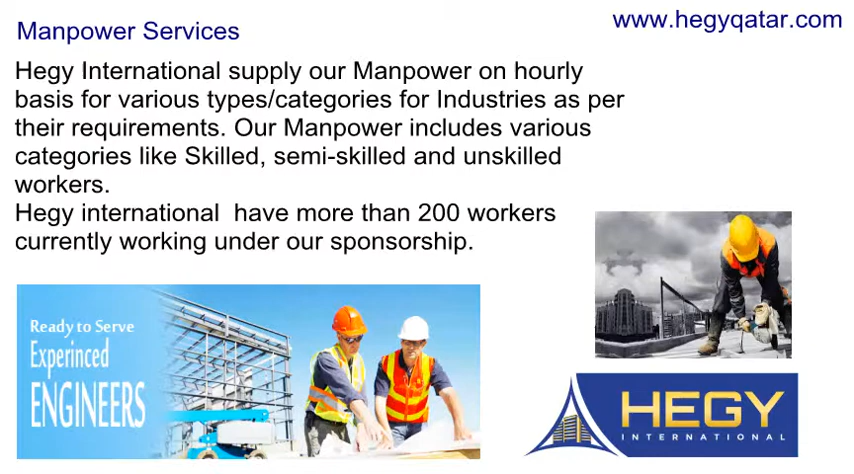 Manpower Services
www.hegyqatar.com
Hegy International supply our Manpower on hourly
basis for various types/categories for Industries as per
their requirements. Our Manpower includes various
categories like Skilled, semi-skilled and unskilled
workers.
Hegy international  have more than 200 workers
currently working under our sponsorship.
Ready to Serve
Experinced
ENGINEERS
HEGY
INTERNATIONAL